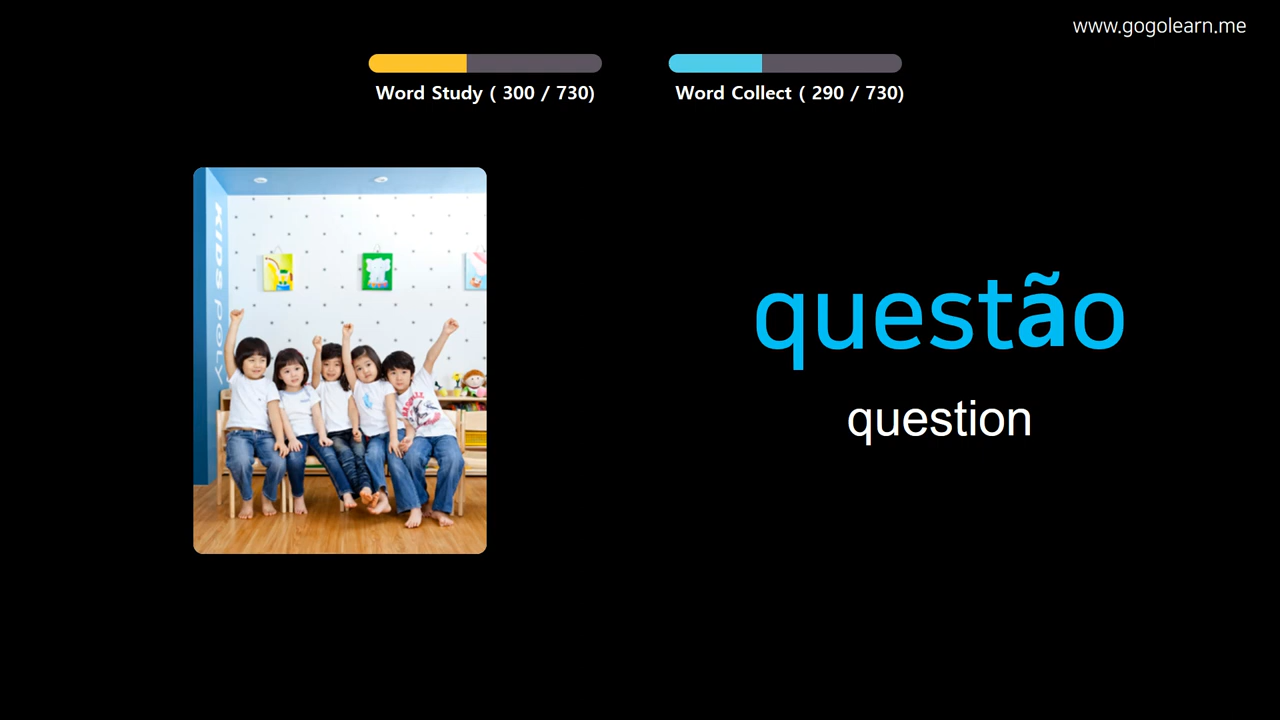 www.gogolearn.me
Word Study ( 300 / 730)
Word Collect ( 290 / 730)
KIDS POLY
questão
question